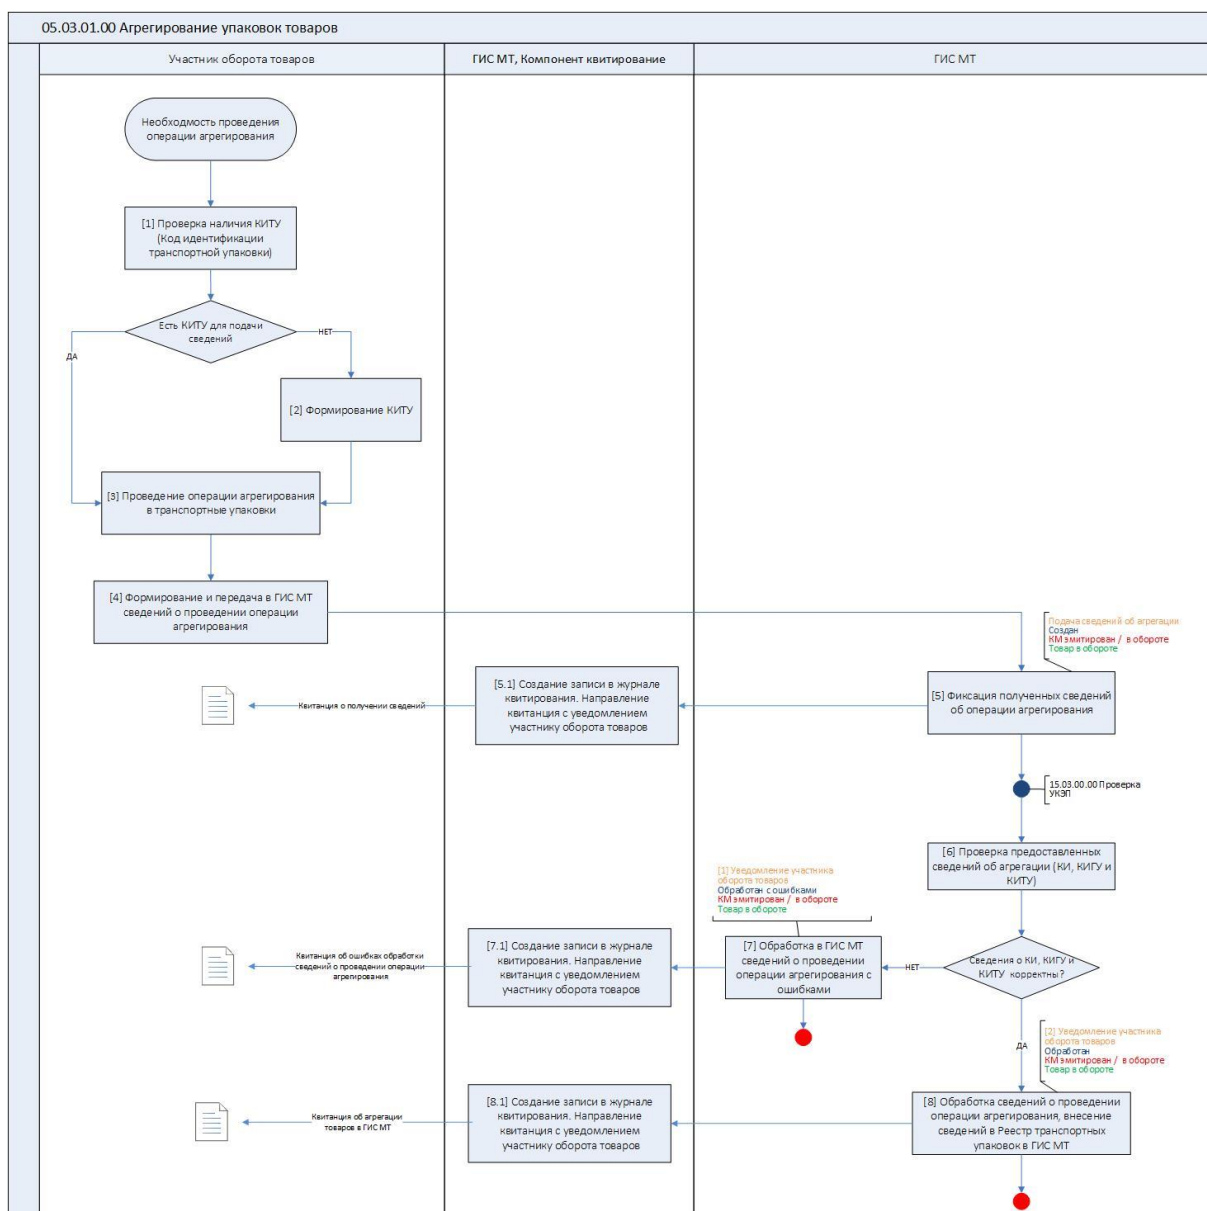 05.03.01.00 Агрегирование упаковок товаров
Участник оборота товаров
ГИС МТ, Компонент квитирование
ГИС МТ
Необходмость проведения
операции агрегирования
[1] Проверка наличия КИТУ
(Код идентификации
транспортной упаковки)
Есть КИТУ для подачи
сведений
НЕТ
ДА
[2] Формирование КИТУ
[3] Проведение операции агрегирования
в транспортные упаковки
[4] Формирование и передача в ГИС МТ
сведений о проведении операции
агрегирования
Подача сведений об агрегации
Создан
КМ эмитирован / в обороте
Товар в обороте
[5] Фиксация полученных сведений
об операции агрегирования
[5.1] Создание записи в журнале
квитирования. Направление
квитанция с уведомлением
участнику оборота товаров
Квитанция о получении сведений
15.03.00.00 Проверка
УКЭП
[6] Проверка предоставленных
сведений об агрегации (КИ, КИГУ и
КИТУ)
[1] Уведомление участника
оборота товаров
Обработан с ошибками
КМ эмитирован / в обороте
Товар в обороте
Сведения о КИ, КИГУ и
КИТУ корректны?
НЕТ
[7] Обработка в ГИС МТ
сведений о проведении
операции агрегирования с
ошибками
[7.1] Создание записи в журнале
квитирования. Направление
квитанция с уведомлением
участнику оборота товаров
Квитанция об ошибках обработки
сведений о проведении операции
агрегирования
ДА
[2] Уведомление участника
оборота товаров
Обработан
КМ эмитирован / в обороте
Товар в обороте
[8] Обработка сведений о проведении
операции агрегирования, внесение
сведений в Реестр транспортных
упаковок в ГИС МТ
[8.1] Создание записи в журнале
квитирования. Направление
квитанция с уведомлением
участнику оборота товаров
Квитанция об агрегации
товаров в ГИС МТ